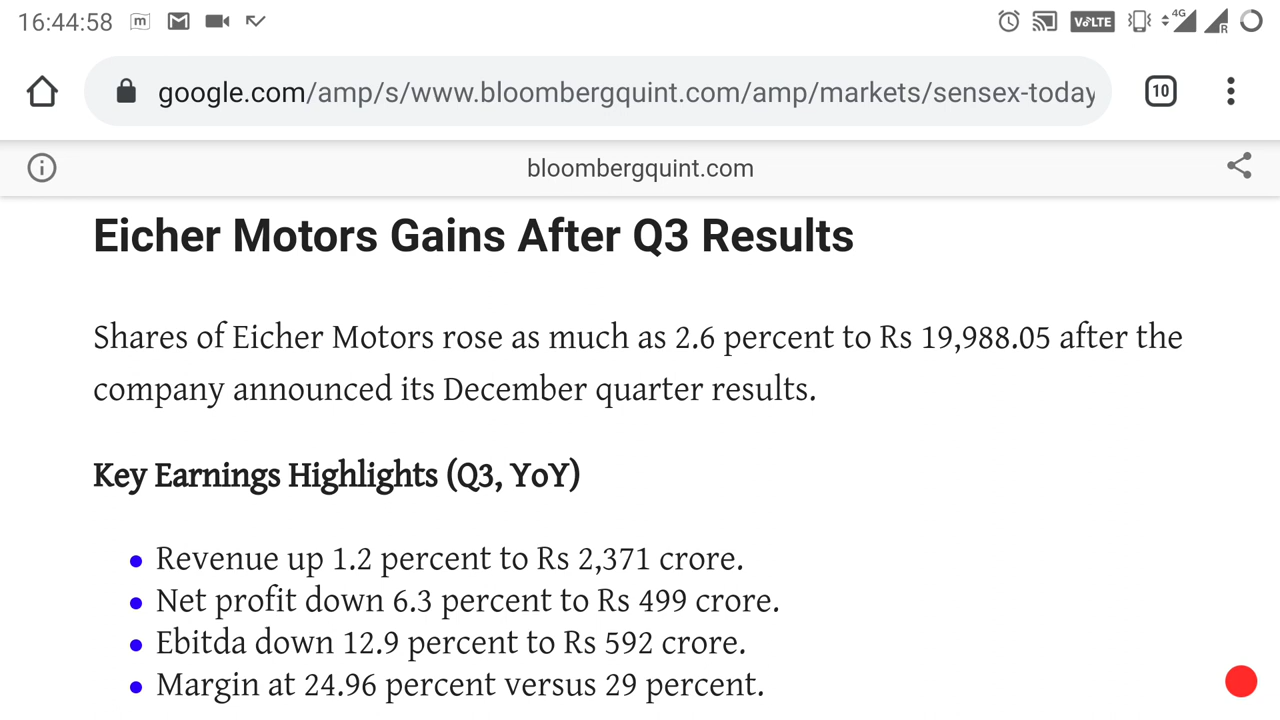 16:44:58 m VoLTE 4G R
google.com/amp/s/www.bloombergquint.com/amp/markets/sensex-today 10
bloombergquint.com
Eicher Motors Gains After Q3 Results
Shares of Eicher Motors rose as much as 2.6 percent to Rs 19,988.05 after the
company announced its December quarter results.
Key Earnings Highlights (Q3, YoY)
• Revenue up 1.2 percent to Rs 2,371 crore.
• Net profit down 6.3 percent to Rs 499 crore.
• Ebitda down 12.9 percent to Rs 592 crore.
• Margin at 24.96 percent versus 29 percent.